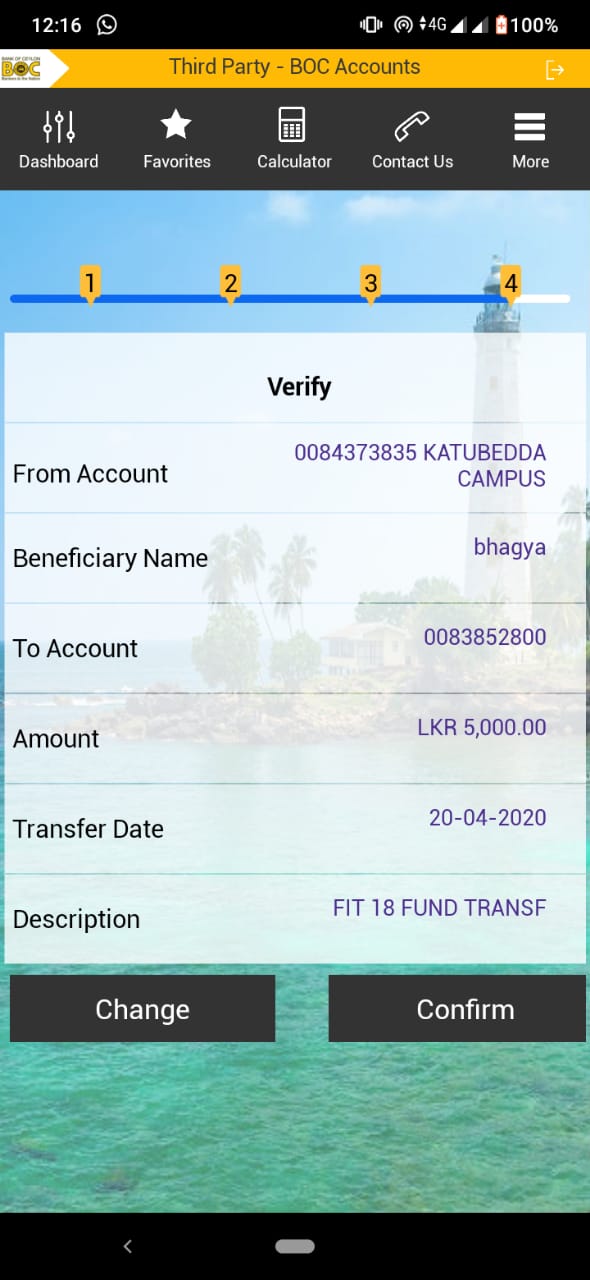 12:16 4G 100%
BANK OF CEYLON
BOC
Bankers to the Nation
Third Party - BOC Accounts
Dashboard Favorites Calculator Contact Us More
1 2 3 4
Verify
From Account 0084373835 KATUBEDDA
CAMPUS
Beneficiary Name bhagya
To Account 0083852800
Amount LKR 5,000.00
Transfer Date 20-04-2020
Description FIT 18 FUND TRANSF
Change Confirm